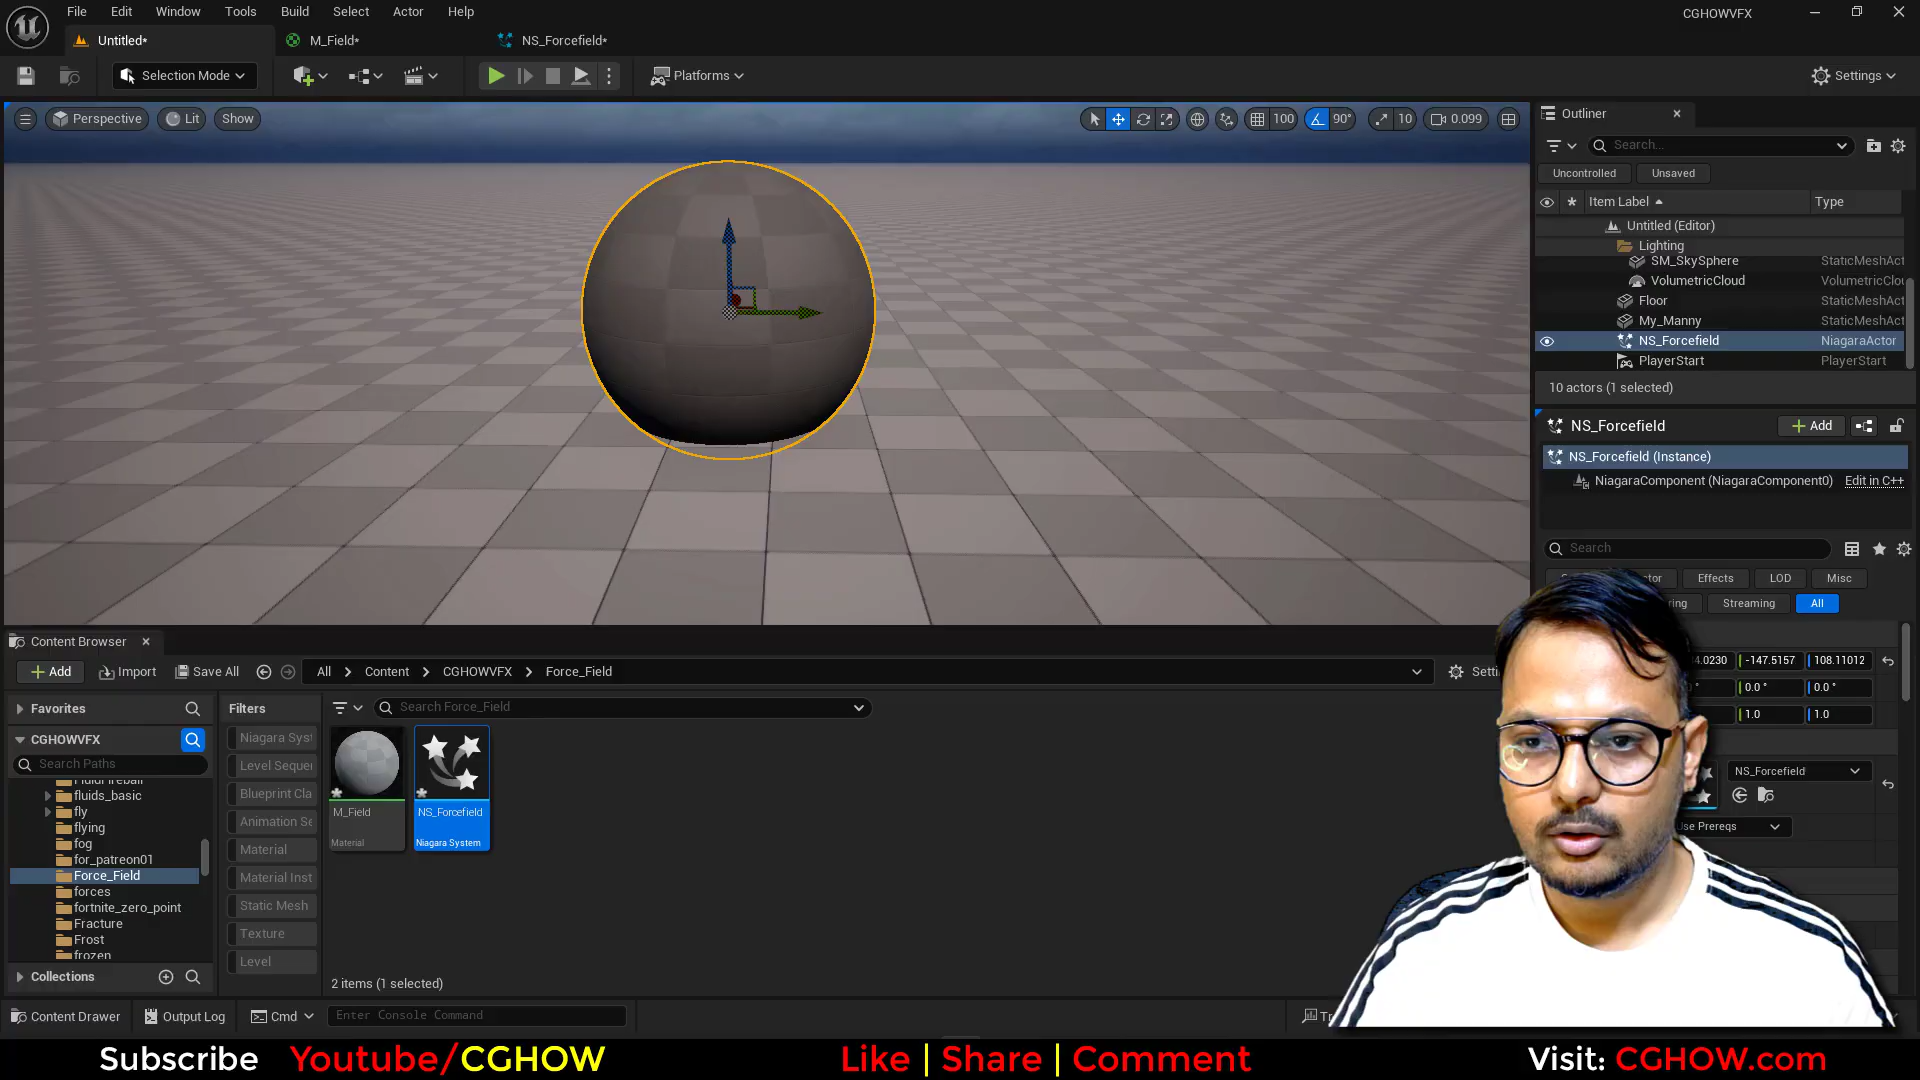 File Edit Window Tools Build Select Actor Help
CGHOWVFX
Untitled* M_Field* NS_Forcefield*
Selection Mode Platforms Settings
Perspective Lit Show 100 90° 10 0.099
Outliner
Search...
Uncontrolled Unsaved
Item Label Type
Untitled (Editor)
Lighting
SM_SkySphere StaticMeshAct
VolumetricCloud VolumetricClou
Floor StaticMeshAct
My_Manny StaticMeshAct
NS_Forcefield NiagaraActor
PlayerStart PlayerStart
10 actors (1 selected)
NS_Forcefield Add
NS_Forcefield (Instance)
NiagaraComponent (NiagaraComponent0) Edit in C++
Search
Effects LOD Misc
Streaming All
4.0230 -147.5157 108.11012
0.0 ° 0.0 °
1.0 1.0
NS_Forcefield
Use Prereqs
Content Browser
Add Import Save All All Content CGHOWVFX Force_Field
Favorites
CGHOWVFX
Search Paths
fluids_basic
fly
flying
fog
for_patreon01
Force_Field
forces
fortnite_zero_point
Fracture
Frost
frozen
Collections
Filters
Niagara Syst
Level Sequen
Blueprint Cla
Animation Se
Material
Material Inst
Static Mesh
Texture
Level
Search Force_Field
M_Field
Material
NS_Forcefield
Niagara System
2 items (1 selected)
Content Drawer Output Log Cmd Enter Console Command
Subscribe Youtube/CGHOW Like | Share | Comment Visit: CGHOW.com